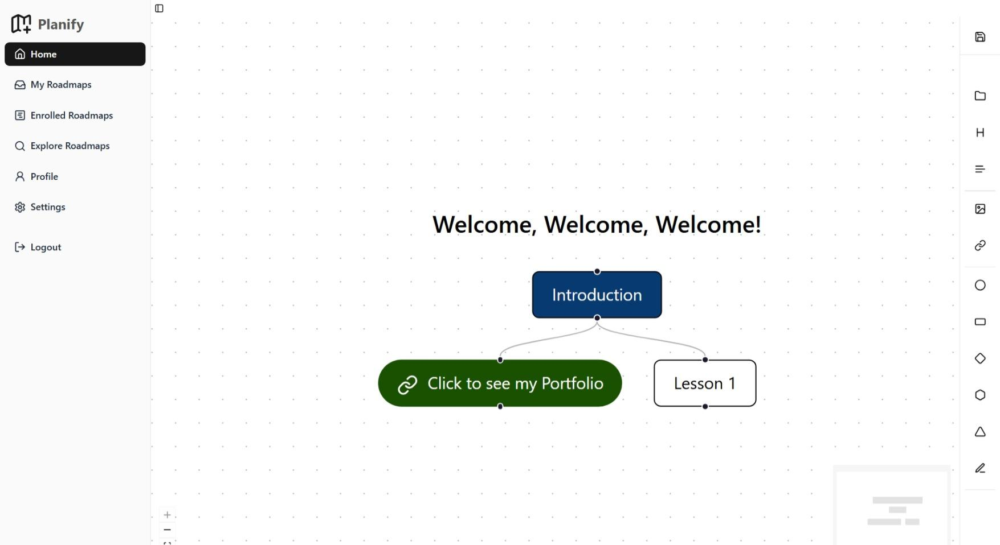 Planify
Home
My Roadmaps
Enrolled Roadmaps
Explore Roadmaps
Profile
Settings
Logout
Welcome, Welcome, Welcome!
Introduction
Click to see my Portfolio
Lesson 1
H